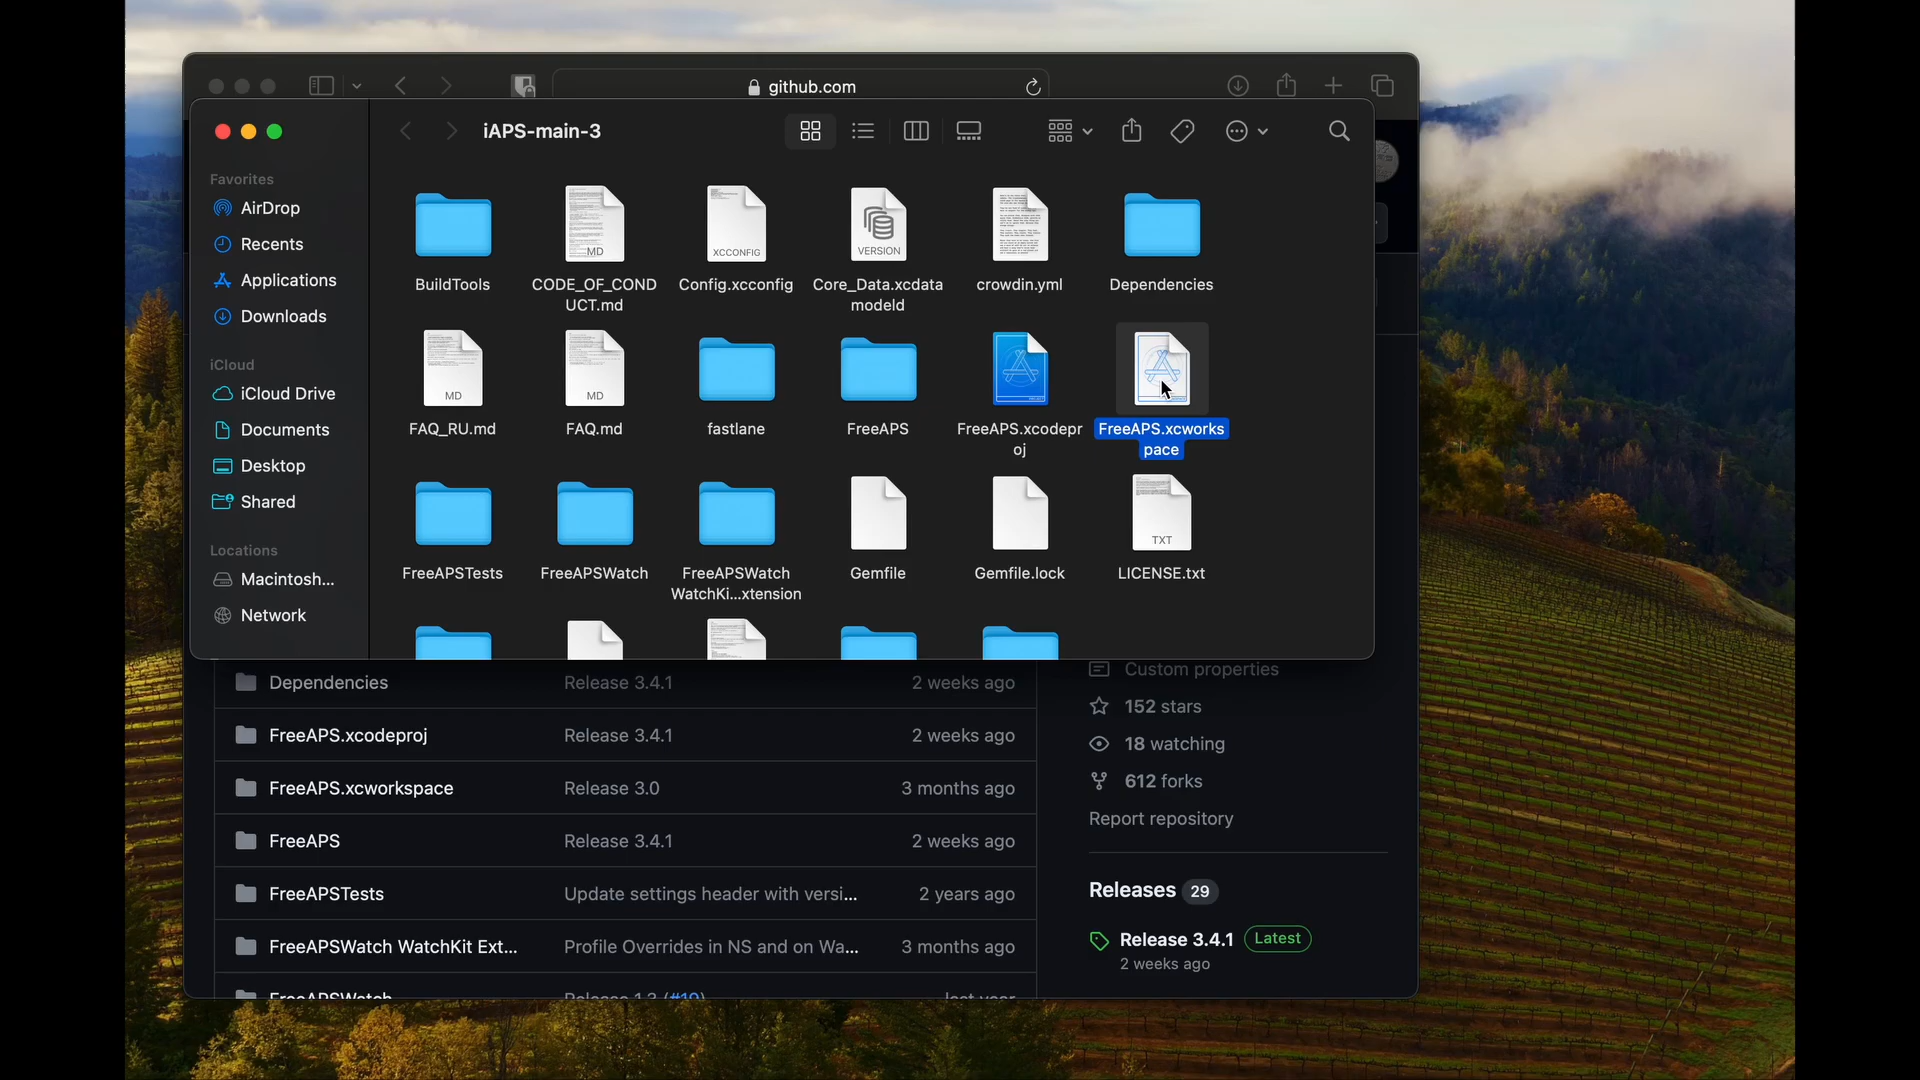 github.com
iAPS-main-3
Favorites
AirDrop
Recents
Applications
Downloads
iCloud
iCloud Drive
Documents
Desktop
Shared
Locations
Macintosh...
Network
MD
XCCONFIG
VERSION
BuildTools
CODE_OF_COND
UCT.md
Config.xcconfig
Core_Data.xcdata
modeld
crowdin.yml
Dependencies
MD
MD
FAQ_RU.md
FAQ.md
fastlane
FreeAPS
FreeAPS.xcodepr
oj
FreeAPS.xcworks
pace
TXT
FreeAPSTests
FreeAPSWatch
FreeAPSWatch
WatchKi...xtension
Gemfile
Gemfile.lock
LICENSE.txt
Dependencies Release 3.4.1 2 weeks ago
FreeAPS.xcodeproj Release 3.4.1 2 weeks ago
FreeAPS.xcworkspace Release 3.0 3 months ago
FreeAPS Release 3.4.1 2 weeks ago
FreeAPSTests Update settings header with versi... 2 years ago
FreeAPSWatch WatchKit Ext... Profile Overrides in NS and on Wa... 3 months ago
FreeAPSWatch Release 1.3 (#19) last year
Custom properties
152 stars
18 watching
612 forks
Report repository
Releases 29
Release 3.4.1 Latest
2 weeks ago